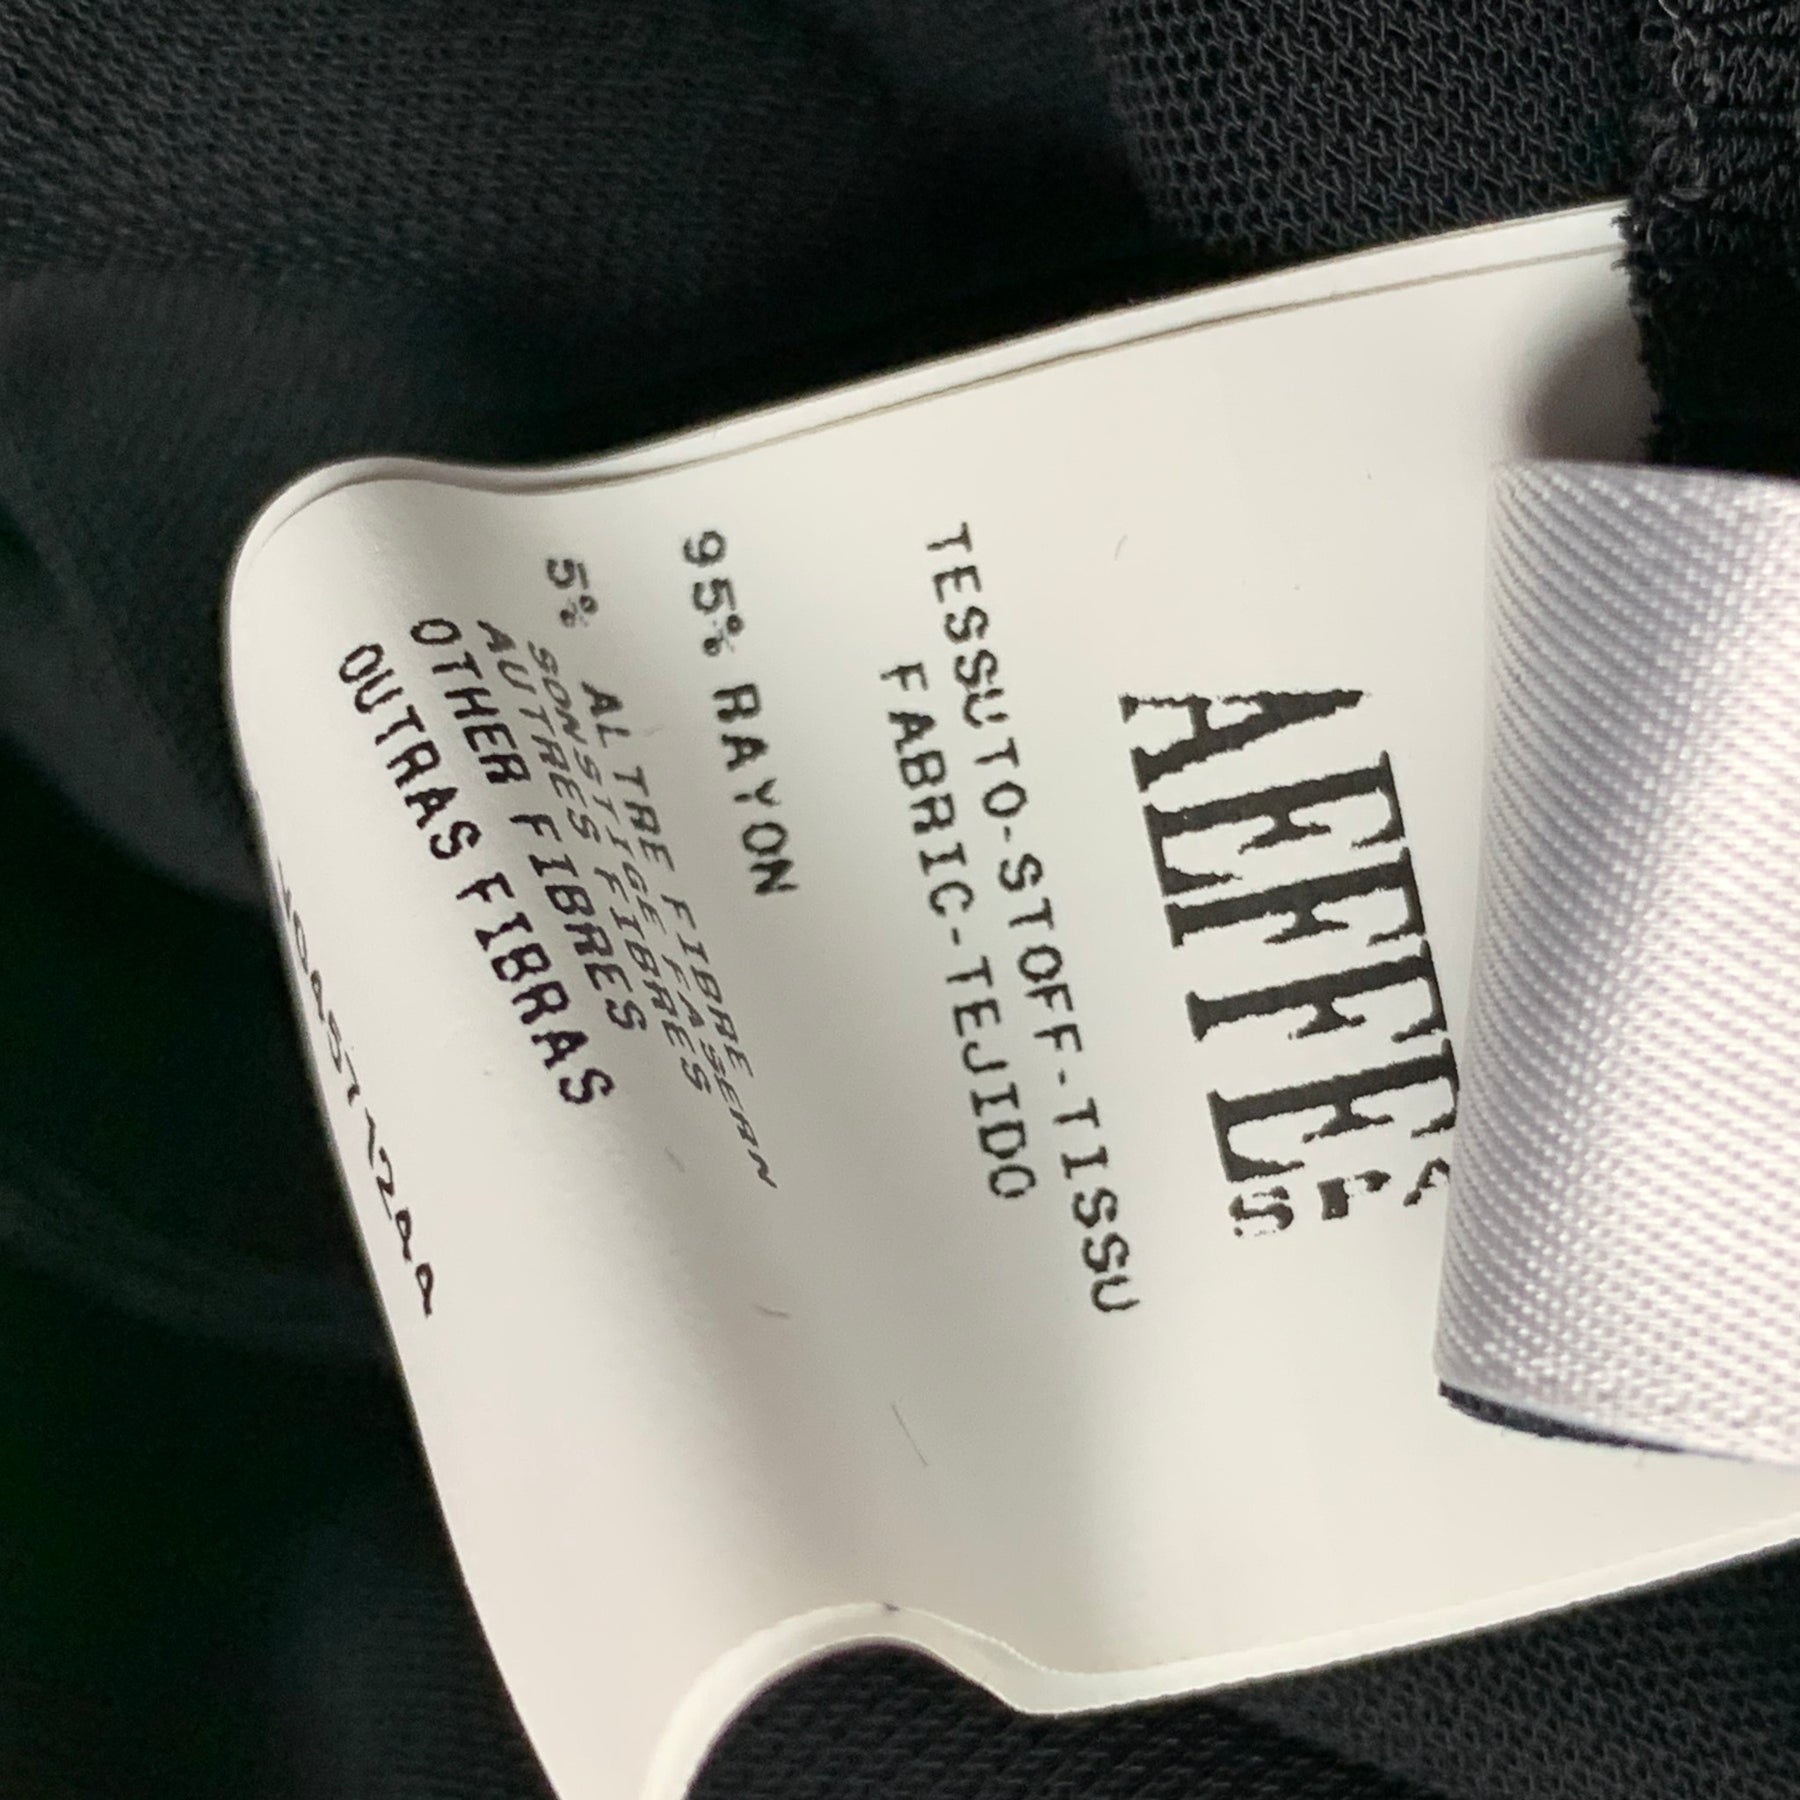 AEFFE
TESSUTO-STOFF-TISSU
FABRIC-TEJIDO
95% RAYON
5% ALTRE FIBRE
SONSTIGE FASERN
AUTRES FIBRES
OTHER FIBRES
OUTRAS FIBRAS